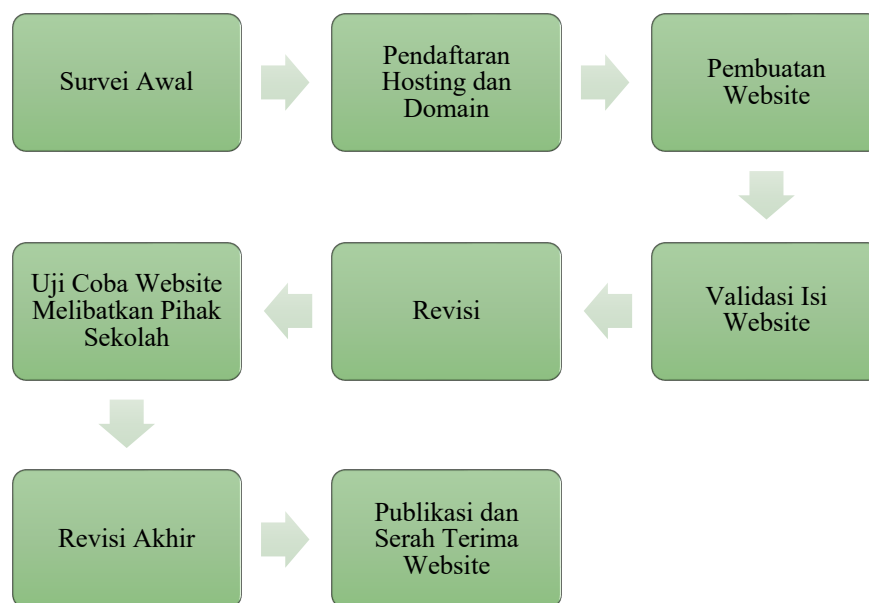 Survei Awal
Pendaftaran
Hosting dan
Domain
Pembuatan
Website
Validasi Isi
Website
Revisi
Uji Coba Website
Melibatkan Pihak
Sekolah
Revisi Akhir
Publikasi dan
Serah Terima
Website